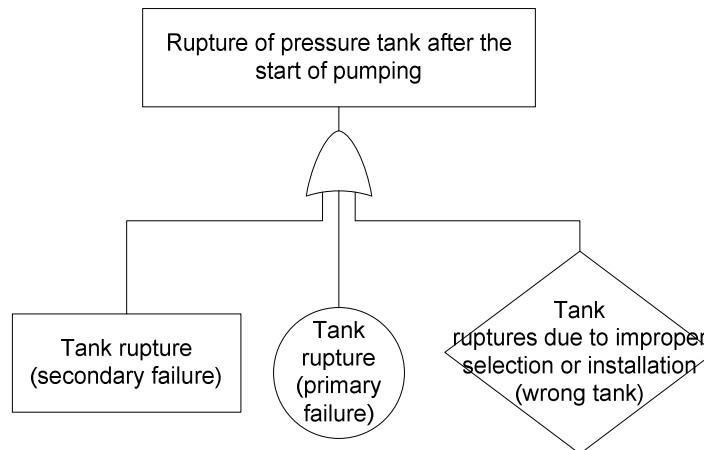 Rupture of pressure tank after the
start of pumping
Tank rupture
(secondary failure)
Tank
rupture
(primary
failure)
Tank
ruptures due to improper
selection or installation
(wrong tank)